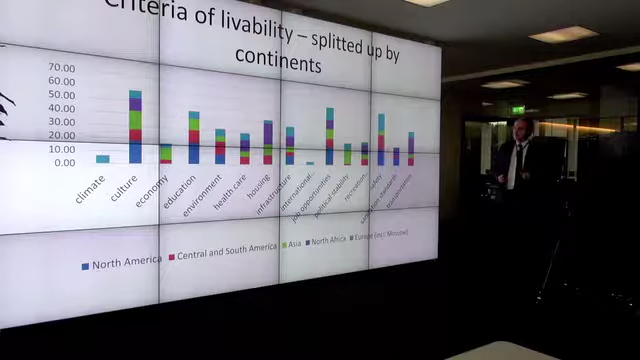 Criteria of livability – splitted up by
continents
70.00
60.00
50.00
40.00
30.00
20.00
10.00
0.00
climate
culture
economy
education
environment
health care
housing
infrastructure
international...
job opportunities
political stability
recreation...
safety
sanitation standards
transportation
North America
Central and South America
Asia
North Africa
Europe (incl. Moscow)